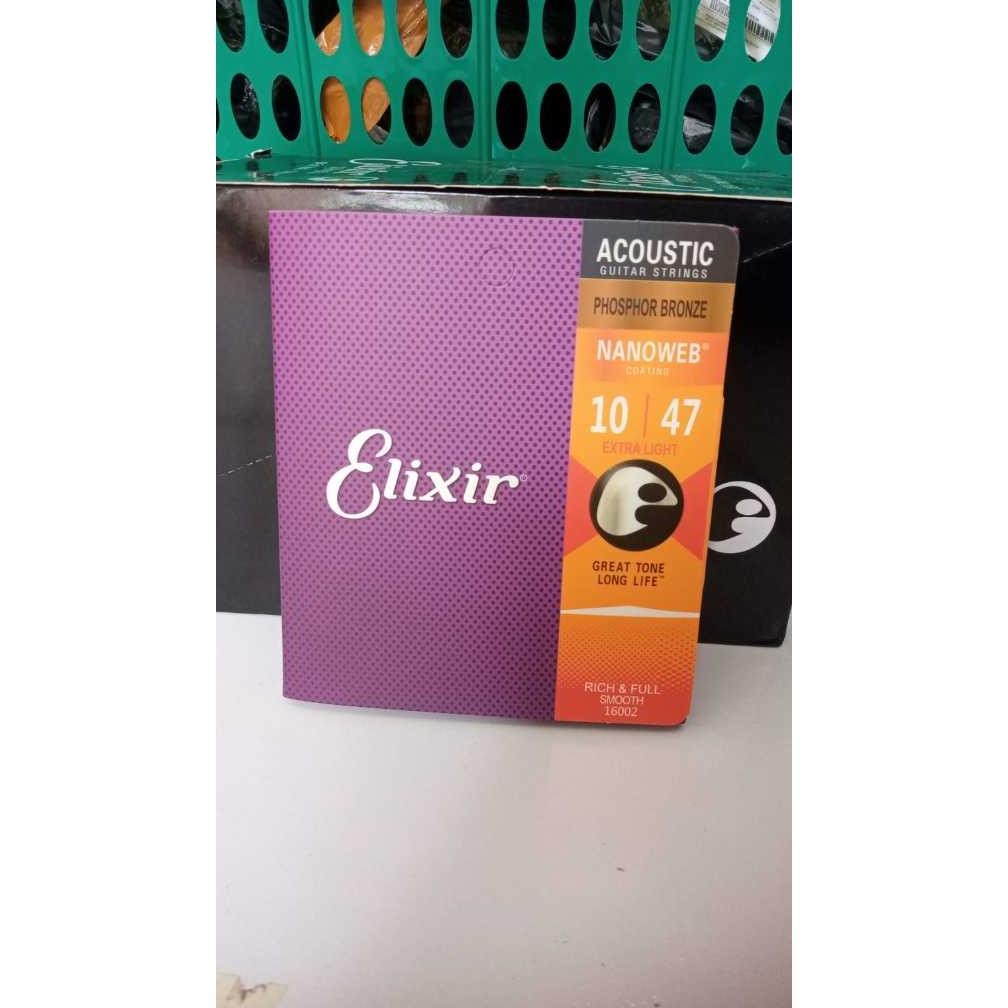 ACOUSTIC
GUITAR STRINGS
PHOSPHOR BRONZE
NANOWEB®
COATING
10 | 47
EXTRA LIGHT
Elixir®
GREAT TONE
LONG LIFE™
RICH & FULL
SMOOTH
16002